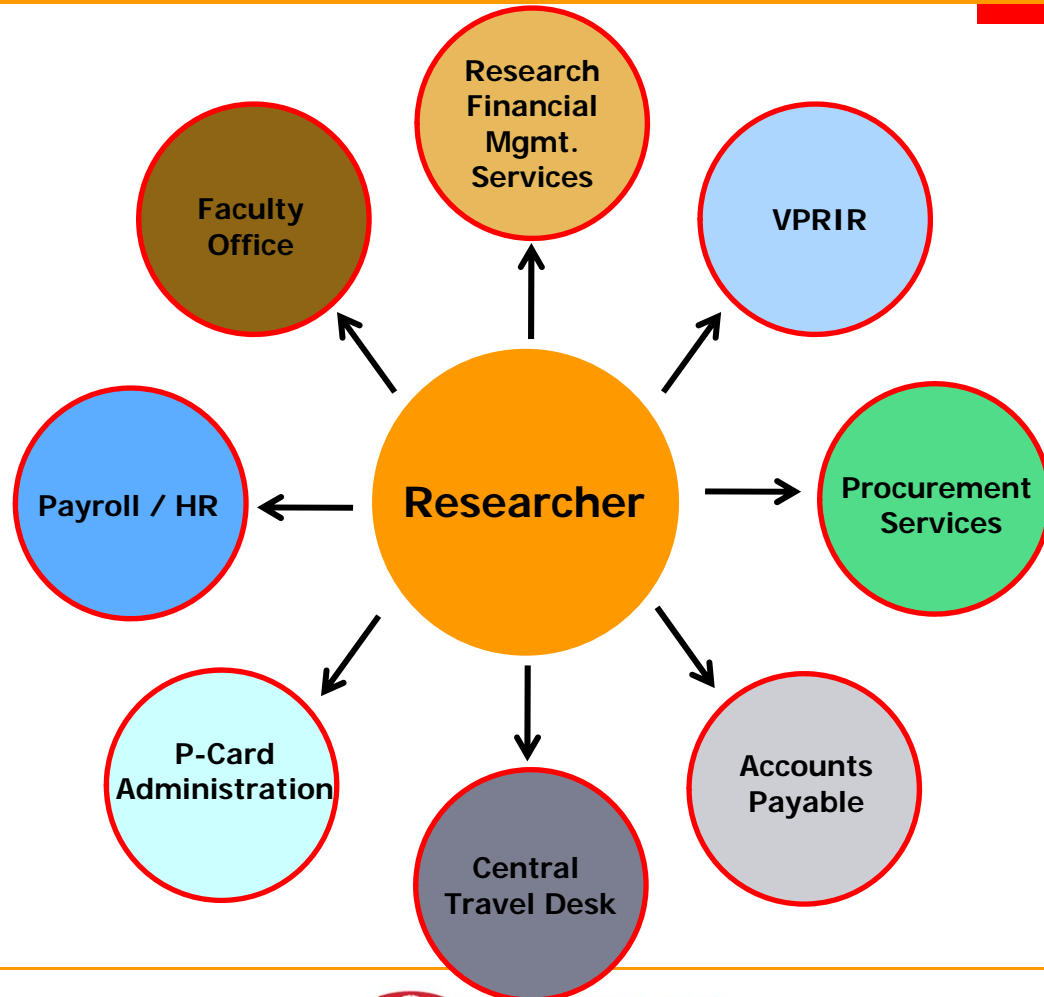 Research
Financial
Mgmt.
Services
Faculty
Office
VPRIR
Payroll / HR
Researcher
Procurement
Services
P-Card
Administration
Accounts
Payable
Central
Travel Desk